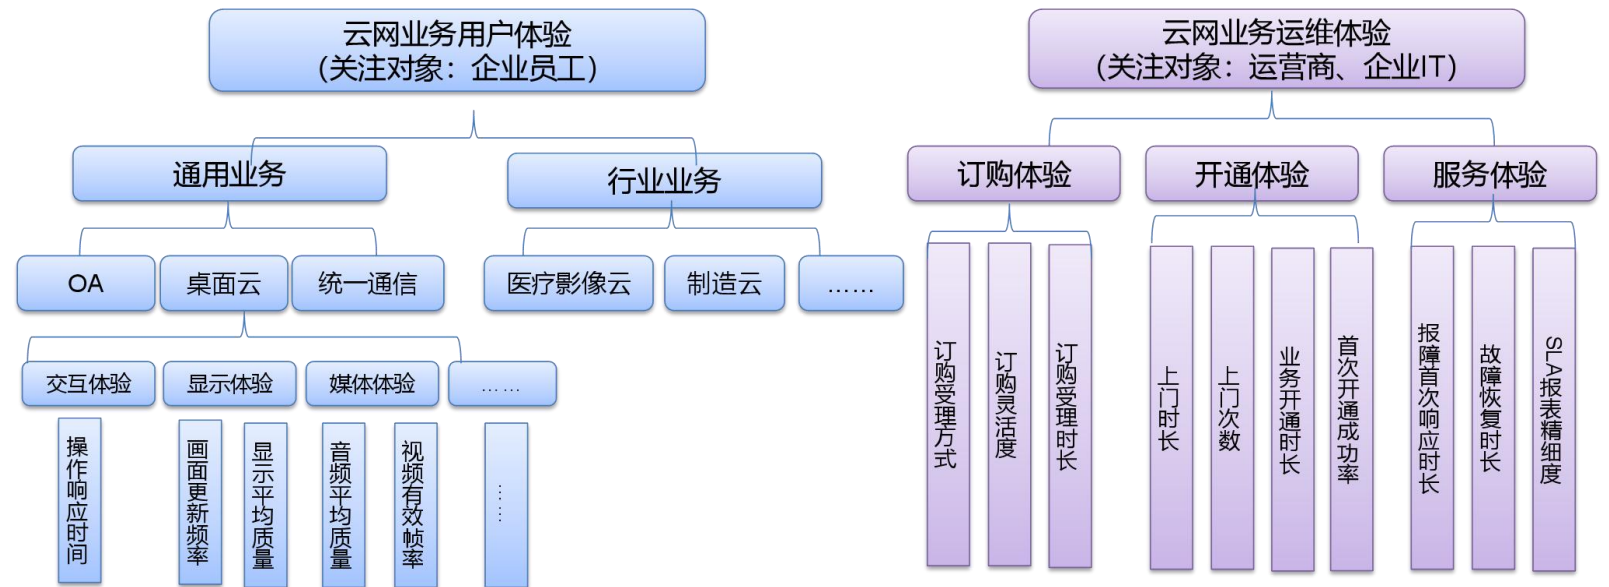 云网业务用户体验
（关注对象：企业员工）
云网业务运维体验
（关注对象：运营商、企业IT）
通用业务
行业业务
订购体验
开通体验
服务体验
OA
桌面云
统一通信
医疗影像云
制造云
……
交互体验
显示体验
媒体体验
……
操作响应时间
画面更新频率
显示平均质量
音频平均质量
视频有效帧率
……
订购受理方式
订购灵活度
订购受理时长
上门时长
上门次数
业务开通时长
首次开通成功率
报障首次响应时长
故障恢复时长
SLA报表精细度